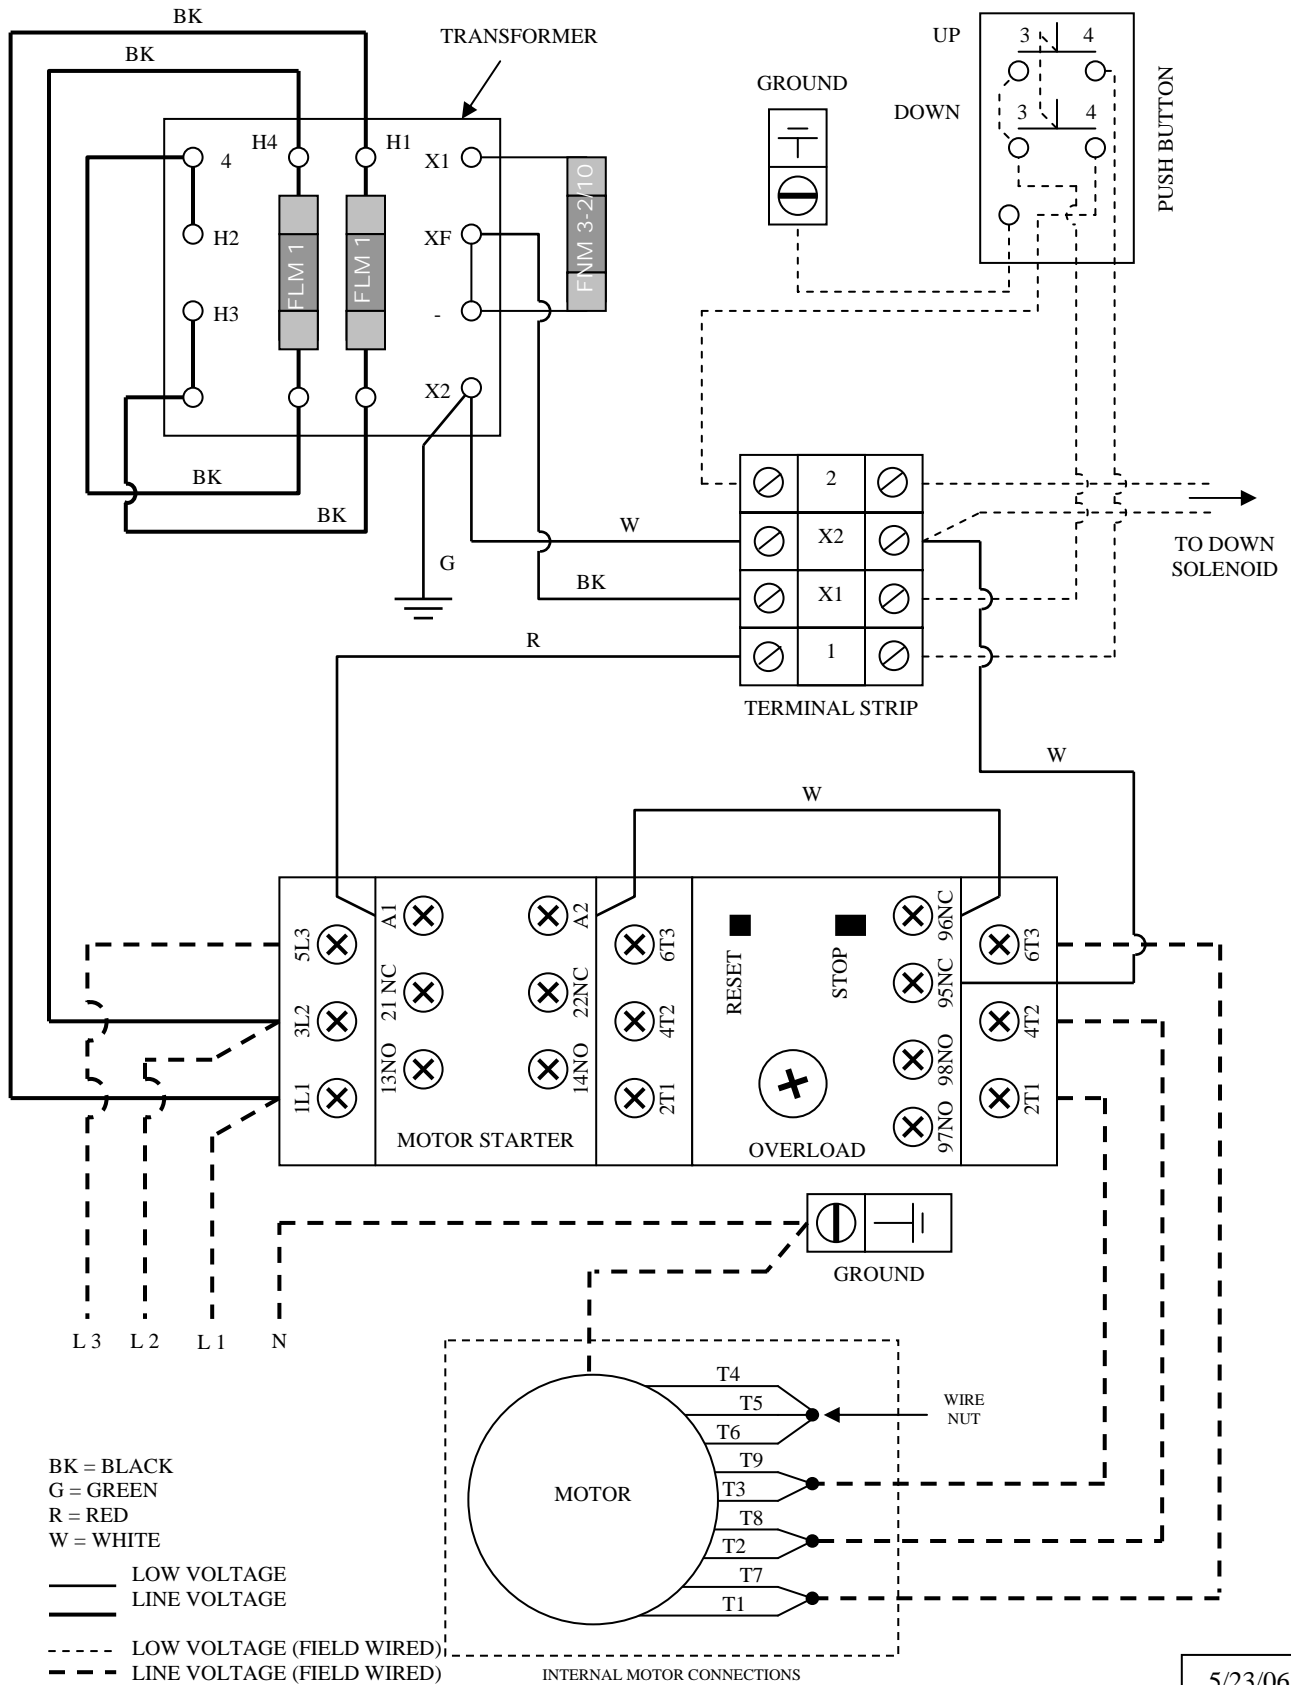 BK
BK
TRANSFORMER
UP
3 4
GROUND
DOWN
3 4
PUSH BUTTON
4
H4
H1
X1
H2
XF
H3
-
X2
FLM 1
FLM 1
FNM 3-2/10
BK
BK
W
G
BK
R
2
X2
X1
1
TERMINAL STRIP
TO DOWN
SOLENOID
W
W
5L3
3L2
1L1
A1
21 NC
13NO
A2
22NC
14NO
MOTOR STARTER
6T3
4T2
2T1
RESET
STOP
OVERLOAD
96NC
95NC
98NO
97NO
6T3
4T2
2T1
GROUND
L 3
L 2
L 1
N
T4
T5
T6
T9
T3
T8
T2
T7
T1
WIRE
NUT
MOTOR
INTERNAL MOTOR CONNECTIONS
BK = BLACK
G = GREEN
R = RED
W = WHITE
LOW VOLTAGE
LINE VOLTAGE
LOW VOLTAGE (FIELD WIRED)
LINE VOLTAGE (FIELD WIRED)
5/23/06